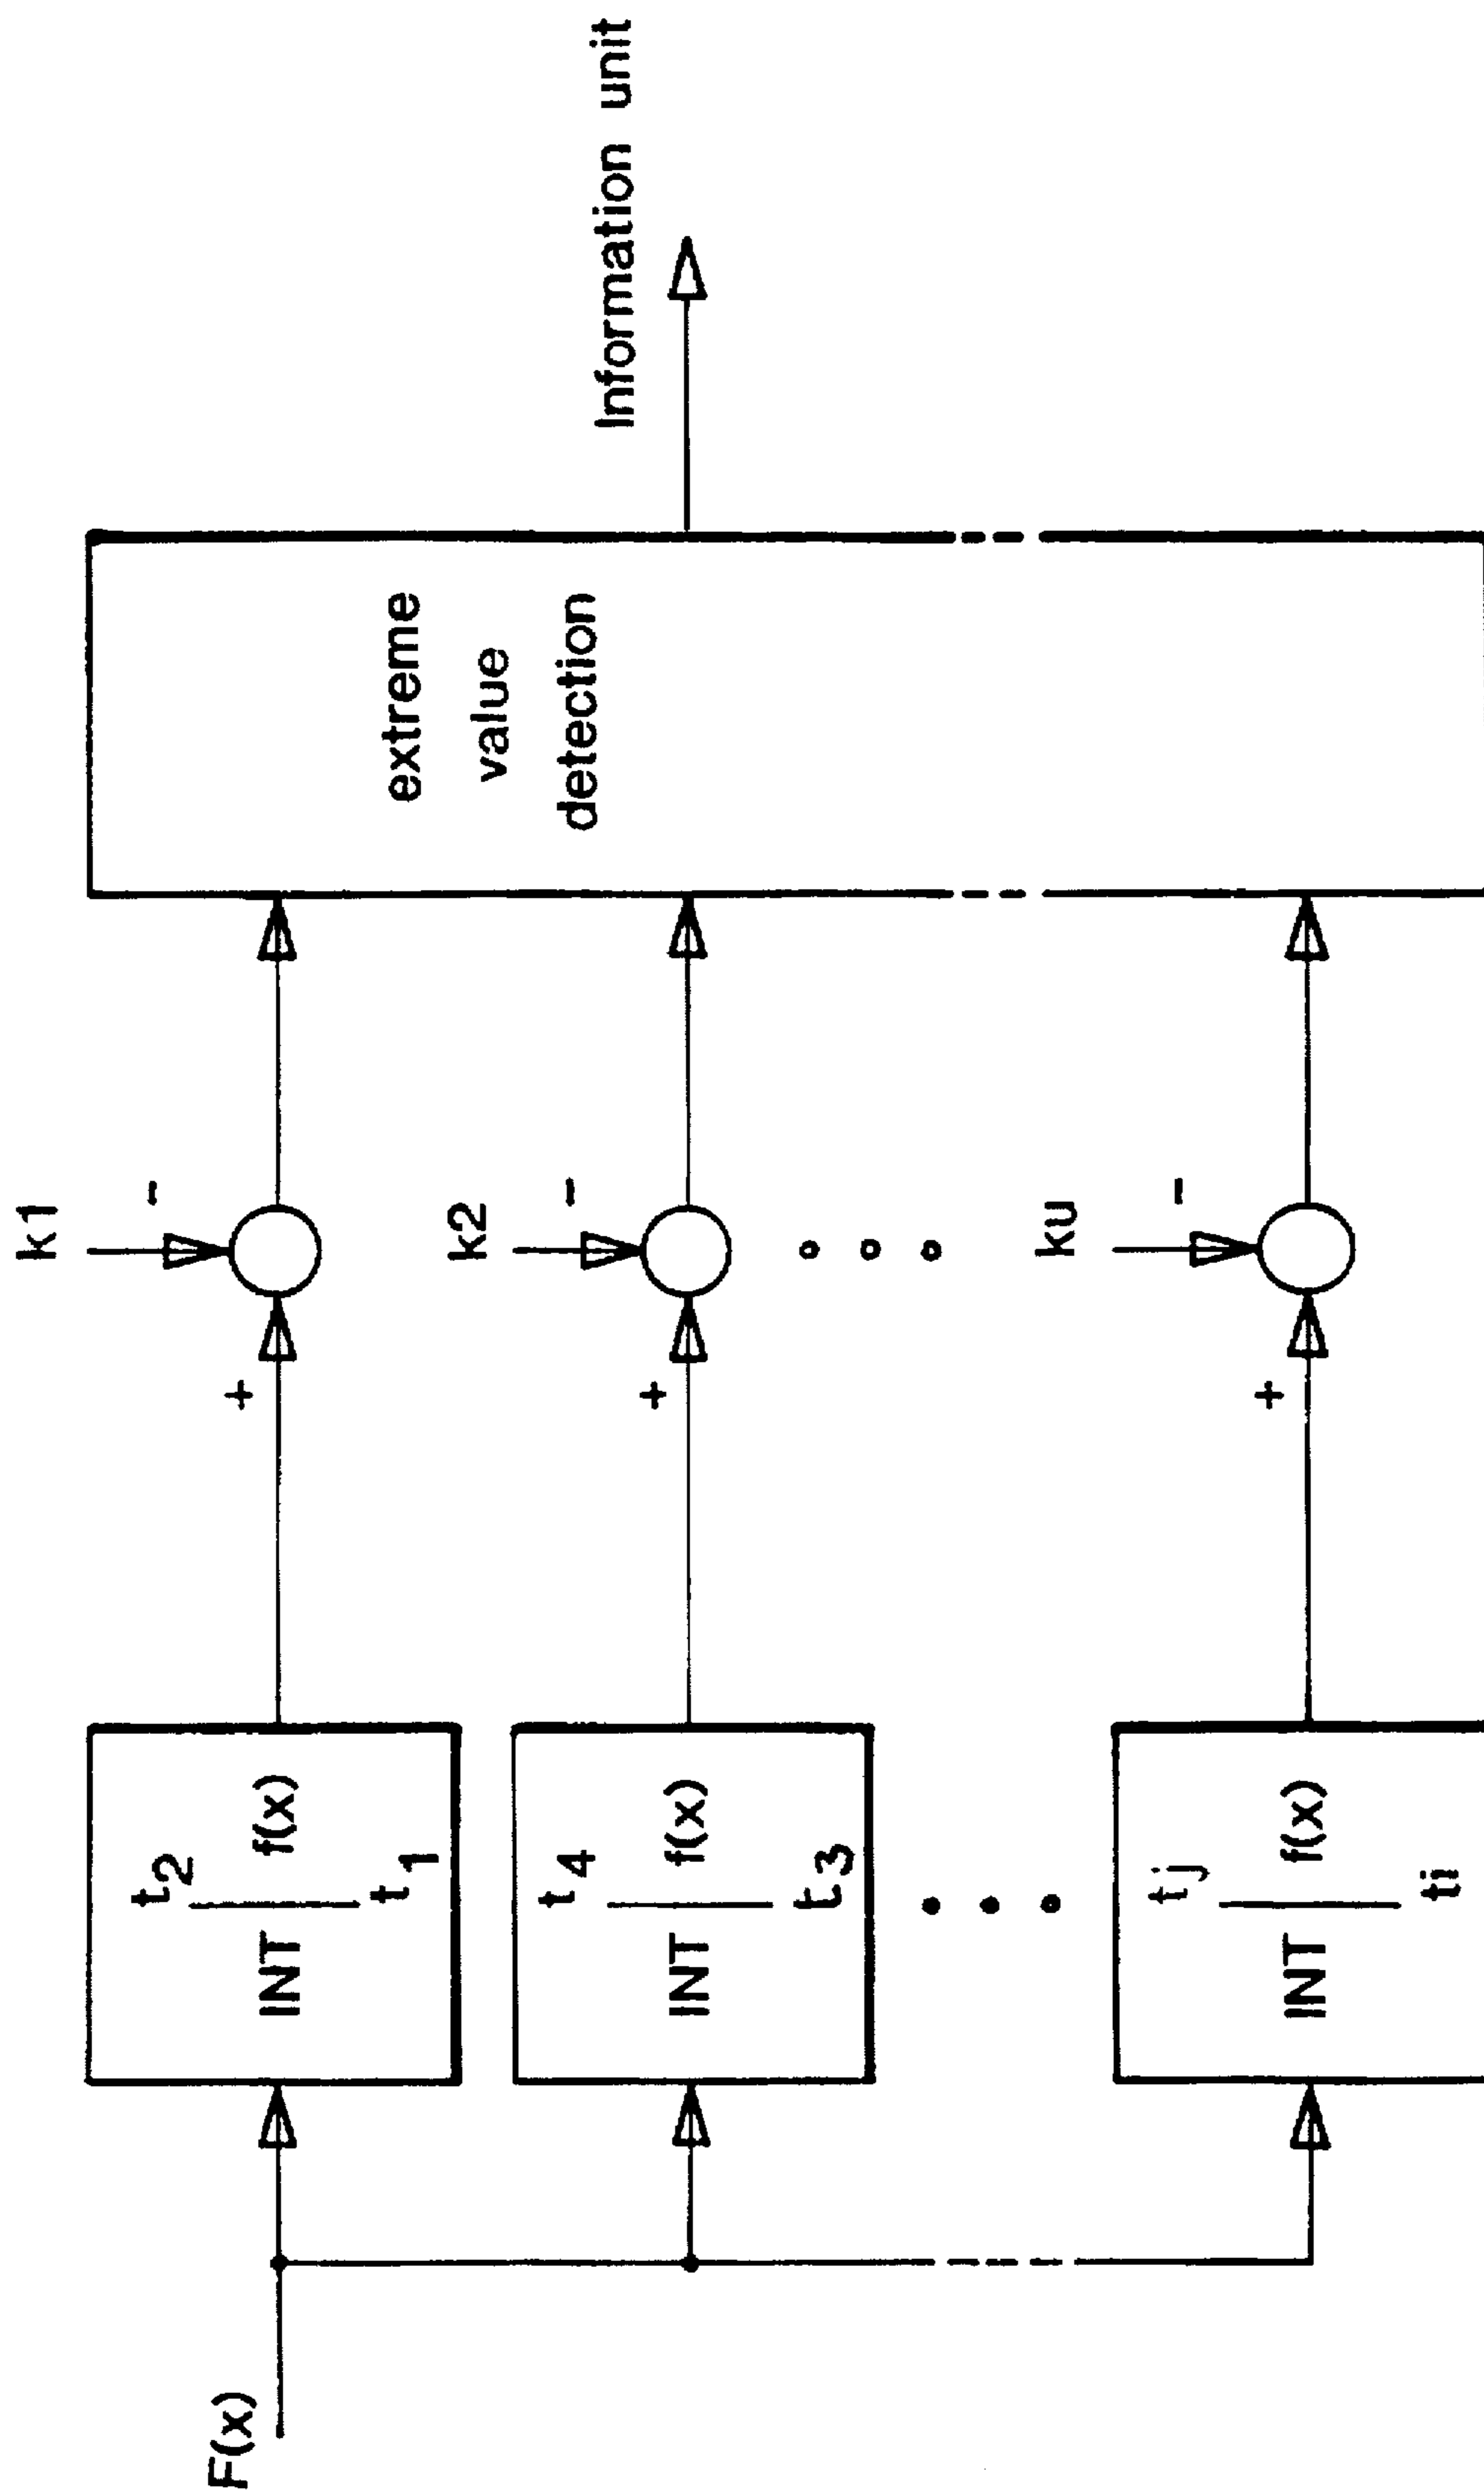 F(x)
t2
INT f(x)
t1
+
k1
-
t4
INT f(x)
t3
+
k2
-
tj
INT f(x)
ti
+
ku
-
extreme
value
detection
Information unit